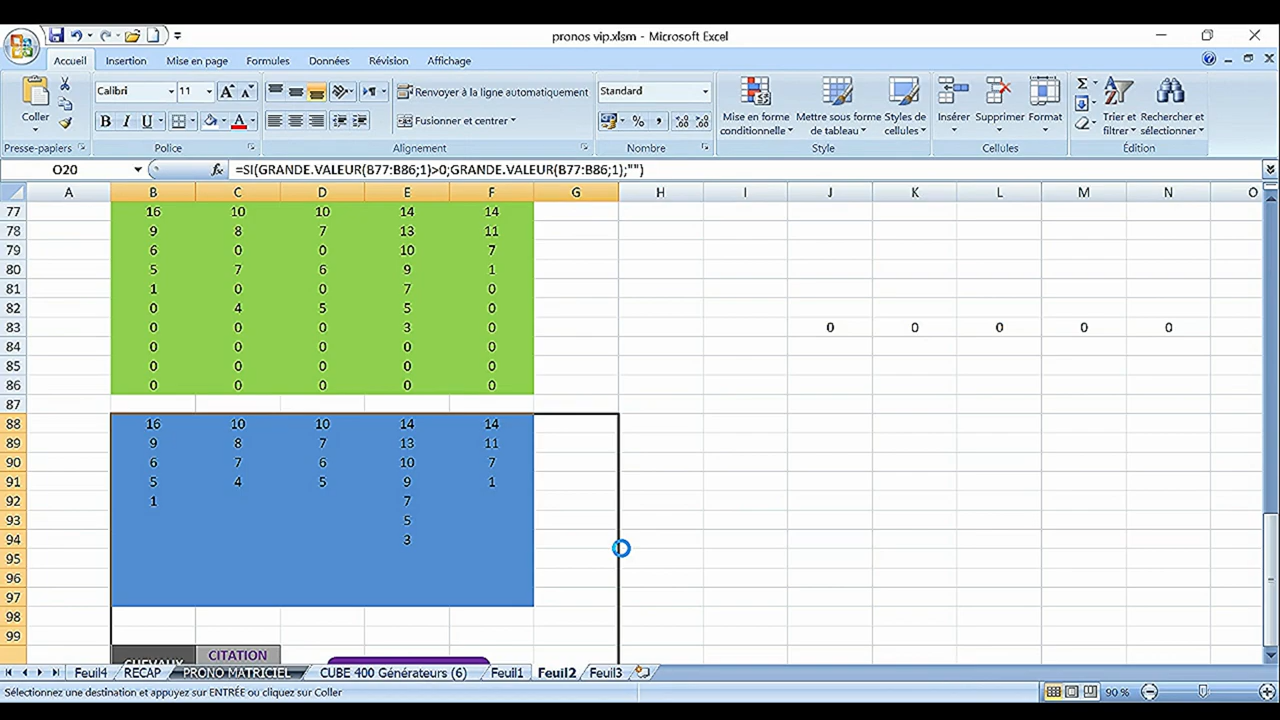 pronos vip.xlsm - Microsoft Excel
Accueil Insertion Mise en page Formules Données Révision Affichage
Calibri 11 Renvoyer à la ligne automatiquement Standard
Coller Fusionner et centrer Mise en forme conditionnelle Mettre sous forme de tableau Styles de cellules Insérer Supprimer Format Trier et filtrer Rechercher et sélectionner
Presse-papiers Police Alignement Nombre Style Cellules Édition
O20 fx =SI(GRANDE.VALEUR(B77:B86;1)>0;GRANDE.VALEUR(B77:B86;1);"")
A B C D E F G H I J K L M N O
77 16 10 10 14 14
78 9 8 7 13 11
79 6 0 0 10 7
80 5 7 6 9 1
81 1 0 0 7 0
82 0 4 5 5 0
83 0 0 0 3 0 0 0 0 0 0
84 0 0 0 0 0
85 0 0 0 0 0
86 0 0 0 0 0
87
88 16 10 10 14 14
89 9 8 7 13 11
90 6 7 6 10 7
91 5 4 5 9 1
92 1 7
93 5
94 3
95
96
97
98
99
CHEVAUX CITATION
Feuil4 RECAP PRONO MATRICIEL CUBE 400 Générateurs (6) Feuil1 Feuil2 Feuil3
Sélectionnez une destination et appuyez sur ENTRÉE ou cliquez sur Coller 90 %